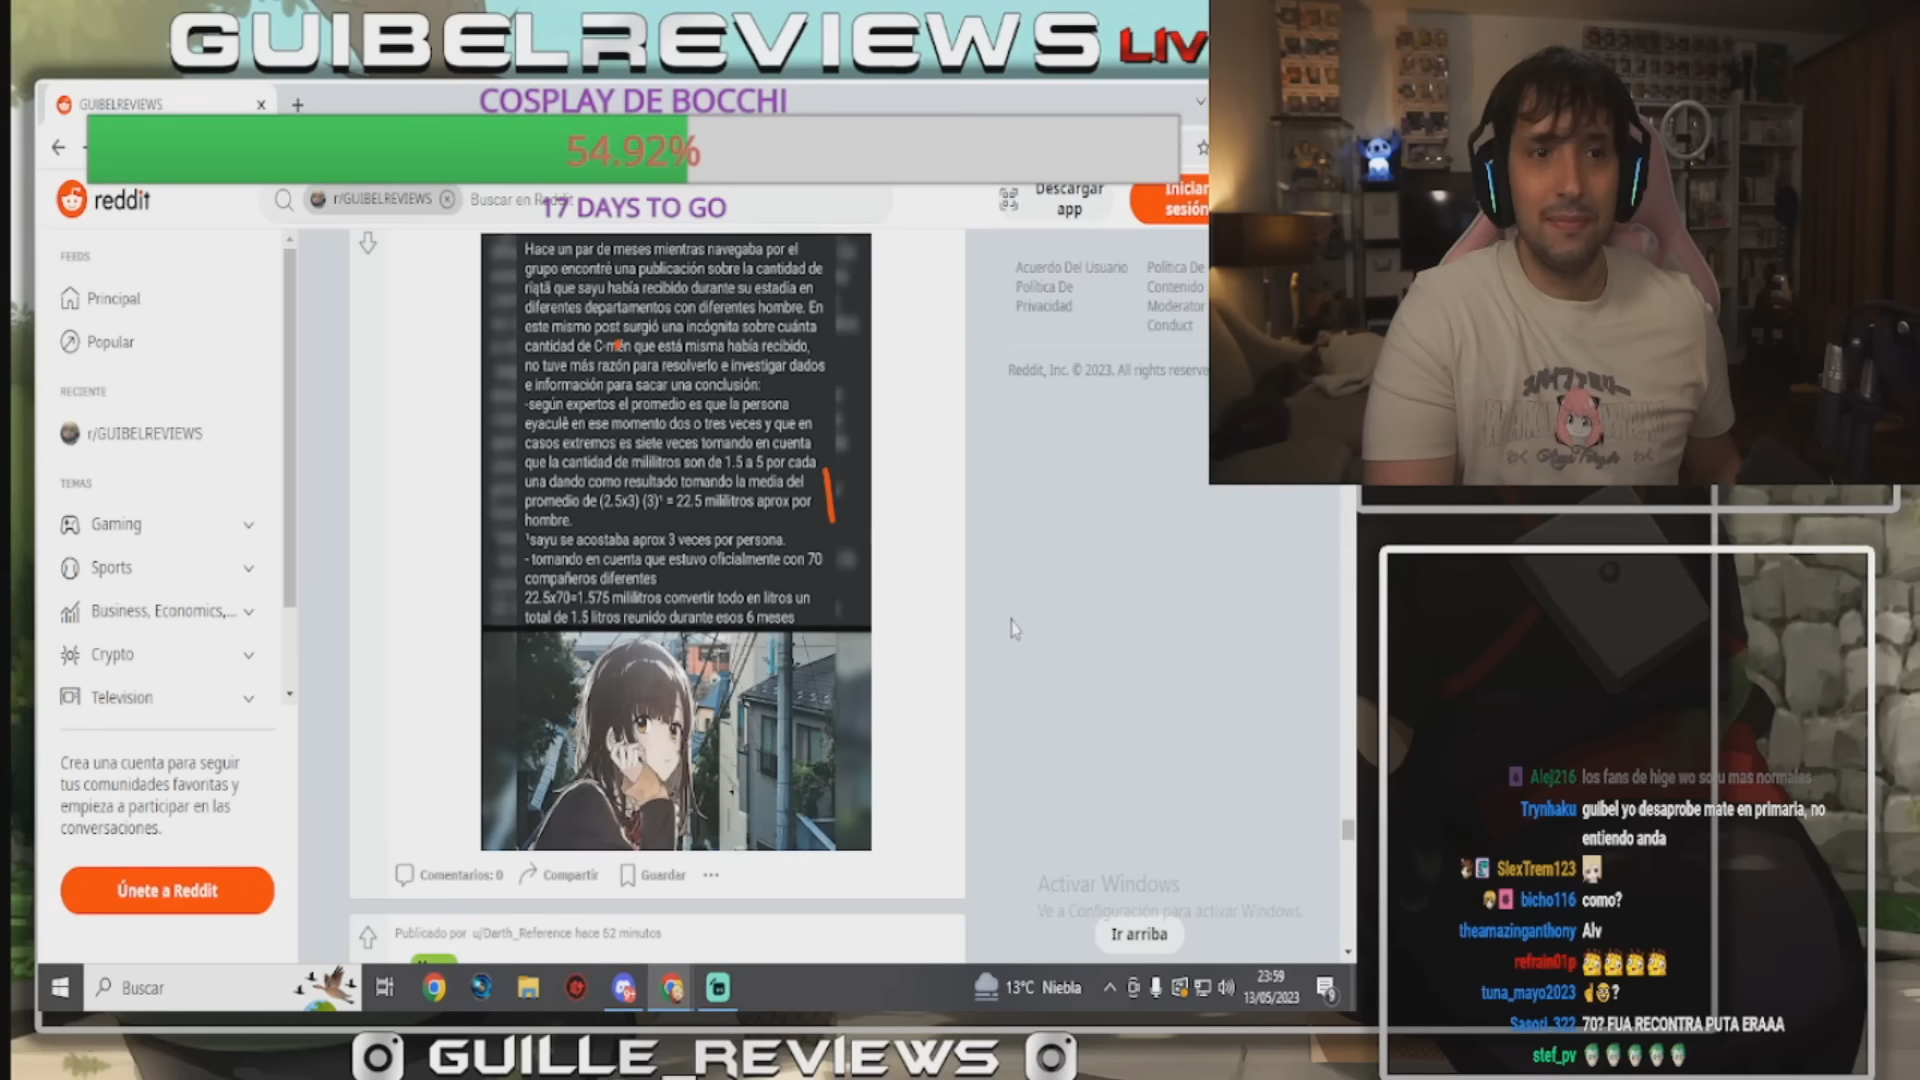 GUIBELREVIEWS LIV
GUIBELREVIEWS
COSPLAY DE BOCCHI
54.92%
17 DAYS TO GO
reddit
r/GUIBELREVIEWS
Buscar en Reddit
Descargar
app
Iniciar
sesión
FEEDS
Principal
Popular
RECIENTE
r/GUIBELREVIEWS
TEMAS
Gaming
Sports
Business, Economics,...
Crypto
Television
Crea una cuenta para seguir
tus comunidades favoritas y
empieza a participar en las
conversaciones.
Únete a Reddit
Hace un par de meses mientras navegaba por el
grupo encontré una publicación sobre la cantidad de
que sayu había recibido durante su estadía en
diferentes departamentos con diferentes hombre. En
este mismo post surgió una incógnita sobre cuánta
cantidad de que está misma había recibido,
no tuve más razón para resolverlo e investigar dados
e información para sacar una conclusión:
-según expertos el promedio es que la persona
eyaculé en ese momento dos o tres veces y que en
casos extremos es siete veces tomando en cuenta
que la cantidad de mililitros son de 1.5 a 5 por cada
una dando como resultado tomando la media del
promedio de (2.5x3) (3)¹ = 22.5 mililitros aprox por
hombre.
¹sayu se acostaba aprox 3 veces por persona.
- tomando en cuenta que estuvo oficialmente con 70
compañeros diferentes
22.5x70=1.575 mililitros convertir todo en litros un
total de 1.5 litros reunido durante esos 6 meses
Comentarios: 0
Compartir
Guardar
Publicado por u/Darth_Reference hace 52 minutos
Acuerdo Del Usuario
Política De
Privacidad
Política De
Contenido
Moderator
Conduct
Reddit, Inc. © 2023. All rights reserve
Activar Windows
Ve a Configuración para activar Windows.
Ir arriba
Buscar
13°C Niebla
23:59
13/05/2023
9
GUILLE_REVIEWS
Alej216 los fans de hige wo so u mas normales
Trynhaku guibel yo desaprobe mate en primaria, no
entiendo anda
SlexTrem123
bicho116 como?
theamazinganthony Alv
refrain01p
tuna_mayo2023 ?
Sasori_322 70? FUA RECONTRA PUTA ERAAA
stef_pv